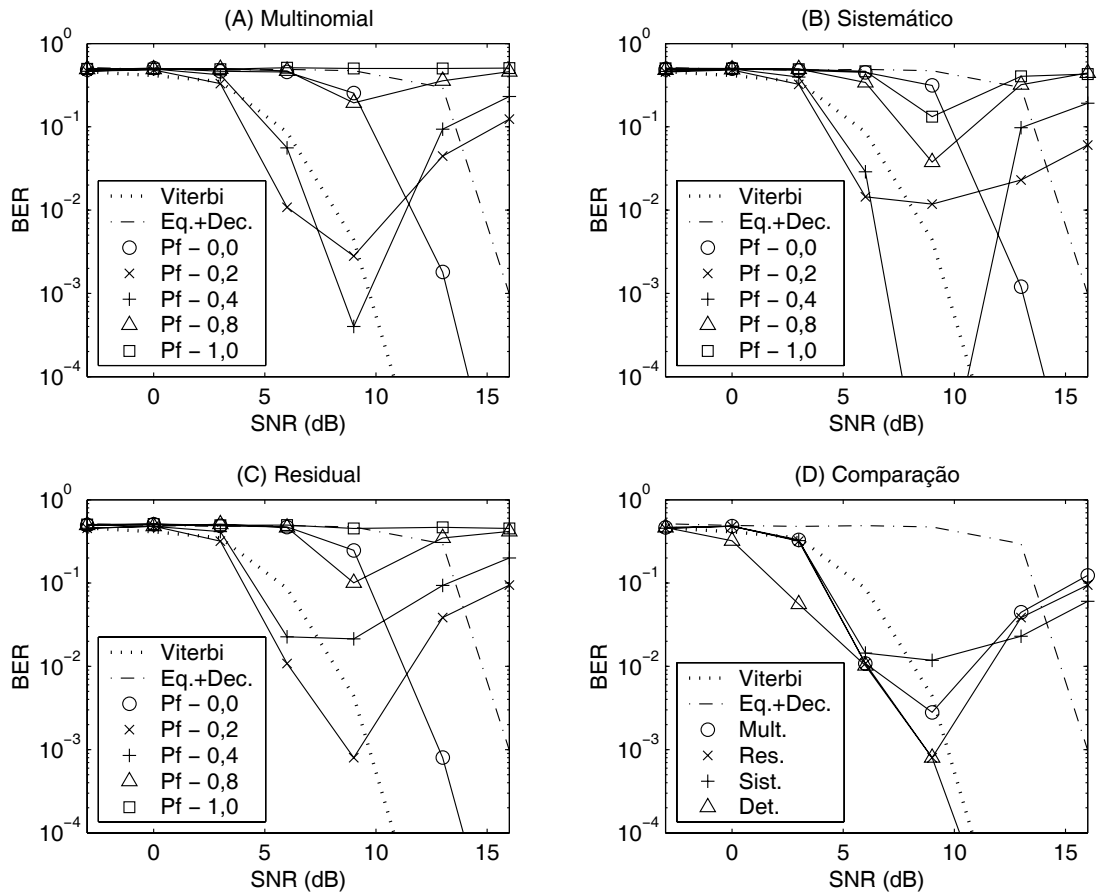 (A) Multinomial
10^0
10^-1
10^-2
10^-3
10^-4
BER
Viterbi
Eq.+Dec.
Pf − 0,0
Pf − 0,2
Pf − 0,4
Pf − 0,8
Pf − 1,0
0 5 10 15
SNR (dB)
(B) Sistemático
10^0
10^-1
10^-2
10^-3
10^-4
BER
Viterbi
Eq.+Dec.
Pf − 0,0
Pf − 0,2
Pf − 0,4
Pf − 0,8
Pf − 1,0
0 5 10 15
SNR (dB)
(C) Residual
10^0
10^-1
10^-2
10^-3
10^-4
BER
Viterbi
Eq.+Dec.
Pf − 0,0
Pf − 0,2
Pf − 0,4
Pf − 0,8
Pf − 1,0
0 5 10 15
SNR (dB)
(D) Comparação
10^0
10^-1
10^-2
10^-3
10^-4
BER
Viterbi
Eq.+Dec.
Mult.
Res.
Sist.
Det.
0 5 10 15
SNR (dB)